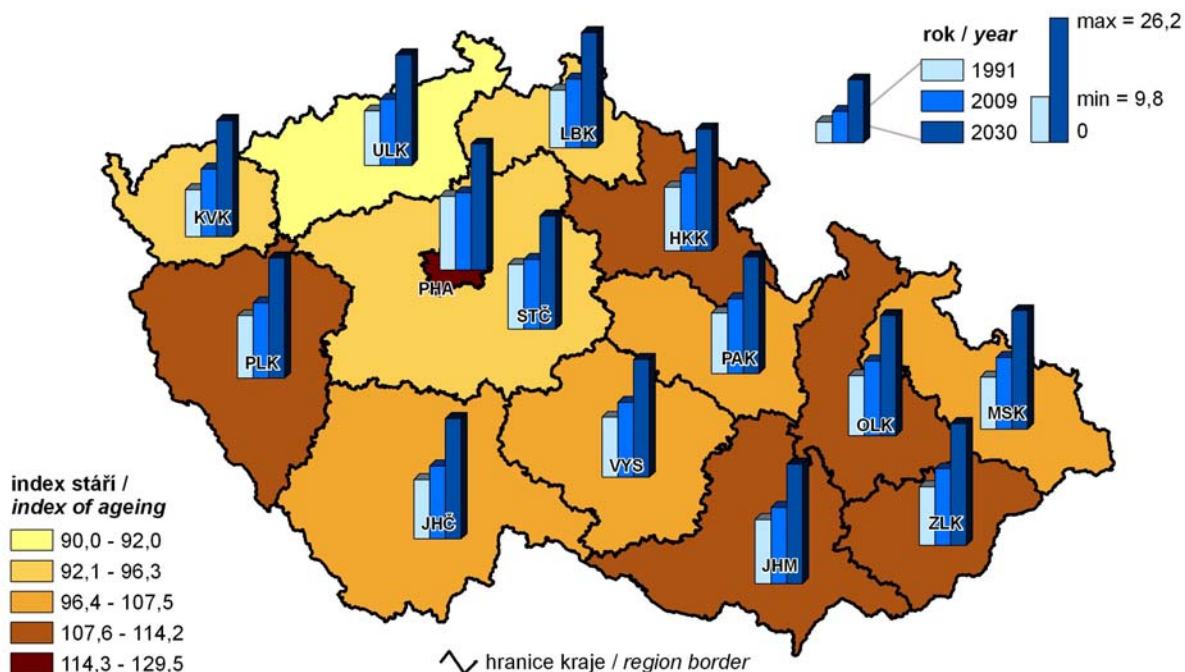 max = 26,2
rok / year
1991
min = 9,8
2009
0
2030
LBK
ULK
KVK
HKK
PHA
STČ
PLK
PAK
MSK
OLK
VYS
index stáří /
index of ageing
ZLK
JHČ
90,0 - 92,0
JHM
92,1 - 96,3
96,4 - 107,5
107,6 - 114,2
114,3 - 129,5
hranice kraje / region border